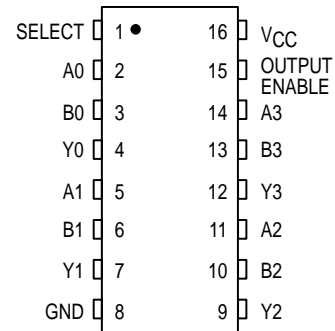 SELECT 1 16 VCC
A0 2 15 OUTPUT ENABLE
B0 3 14 A3
Y0 4 13 B3
A1 5 12 Y3
B1 6 11 A2
Y1 7 10 B2
GND 8 9 Y2